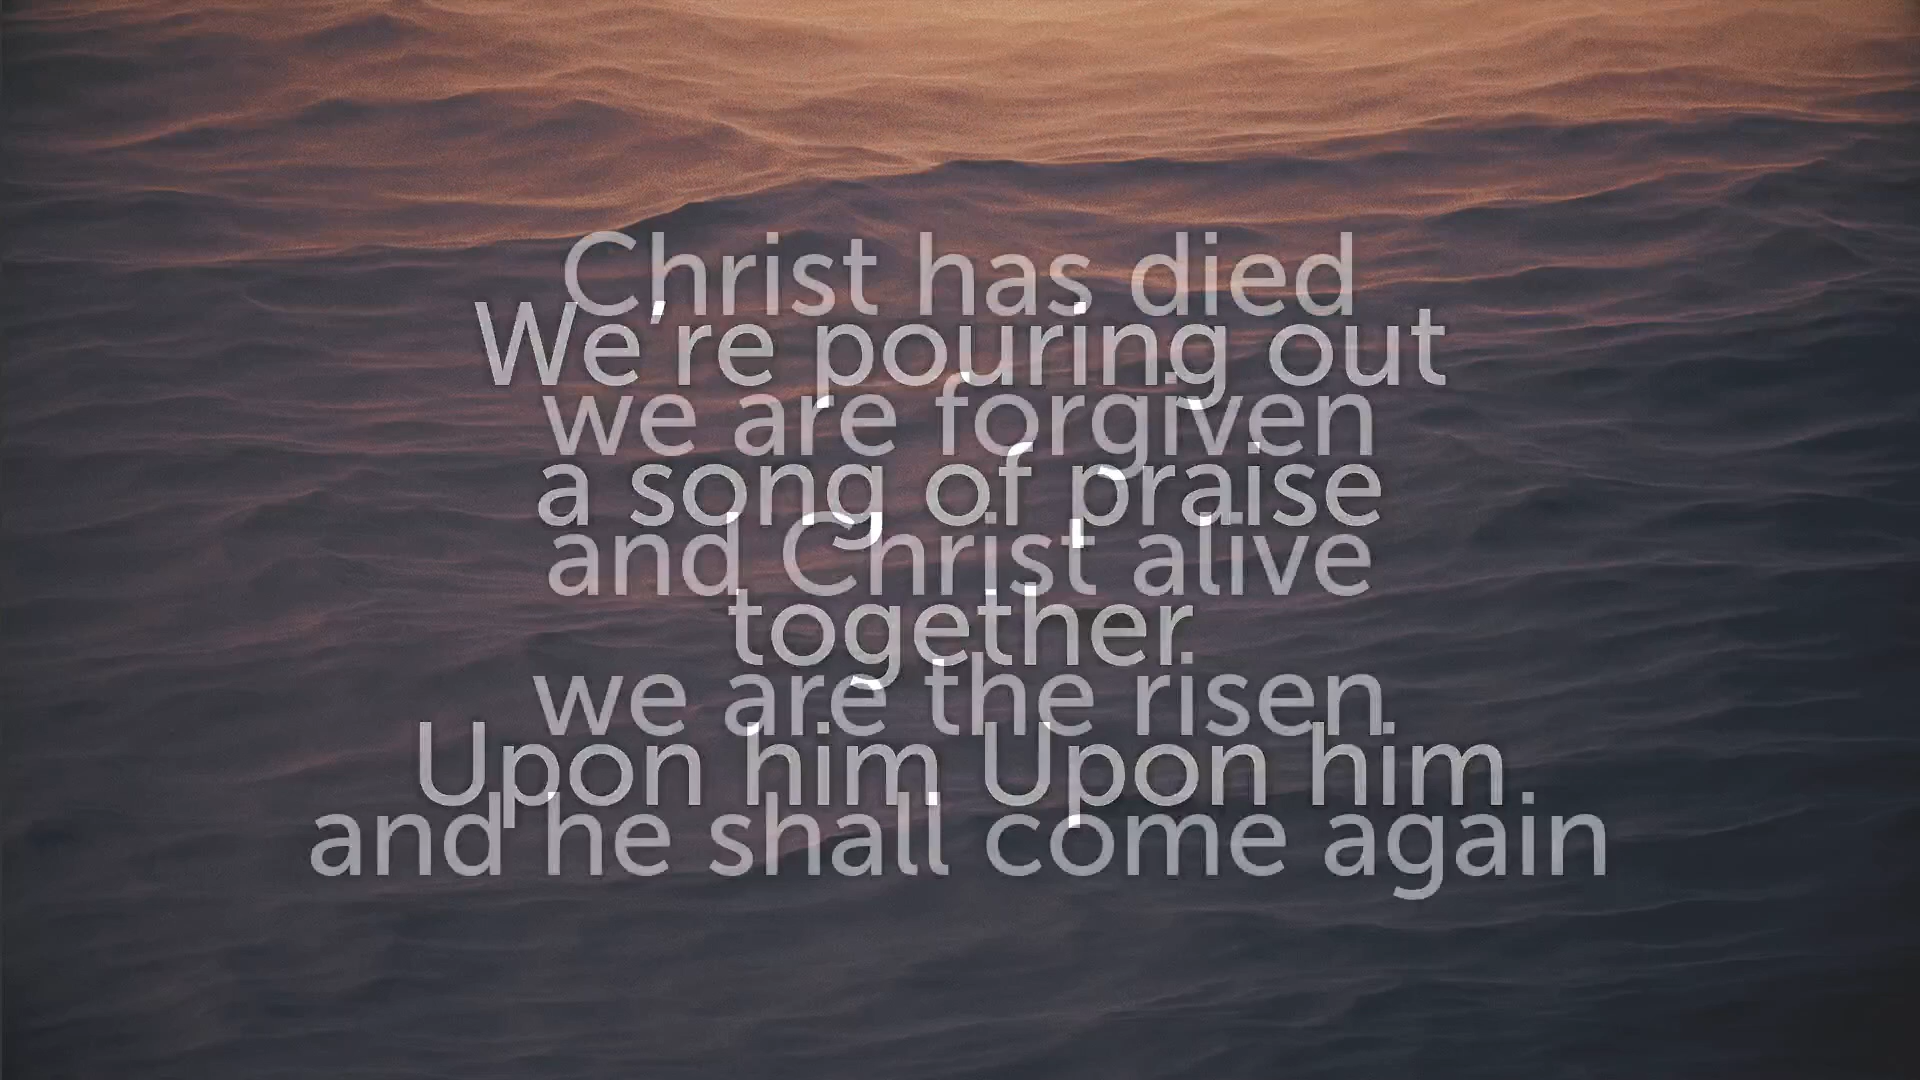 Christ has died
We're pouring out
we are forgiven
a song of praise
and Christ alive
together
we are the risen
Upon him Upon him
and he shall come again